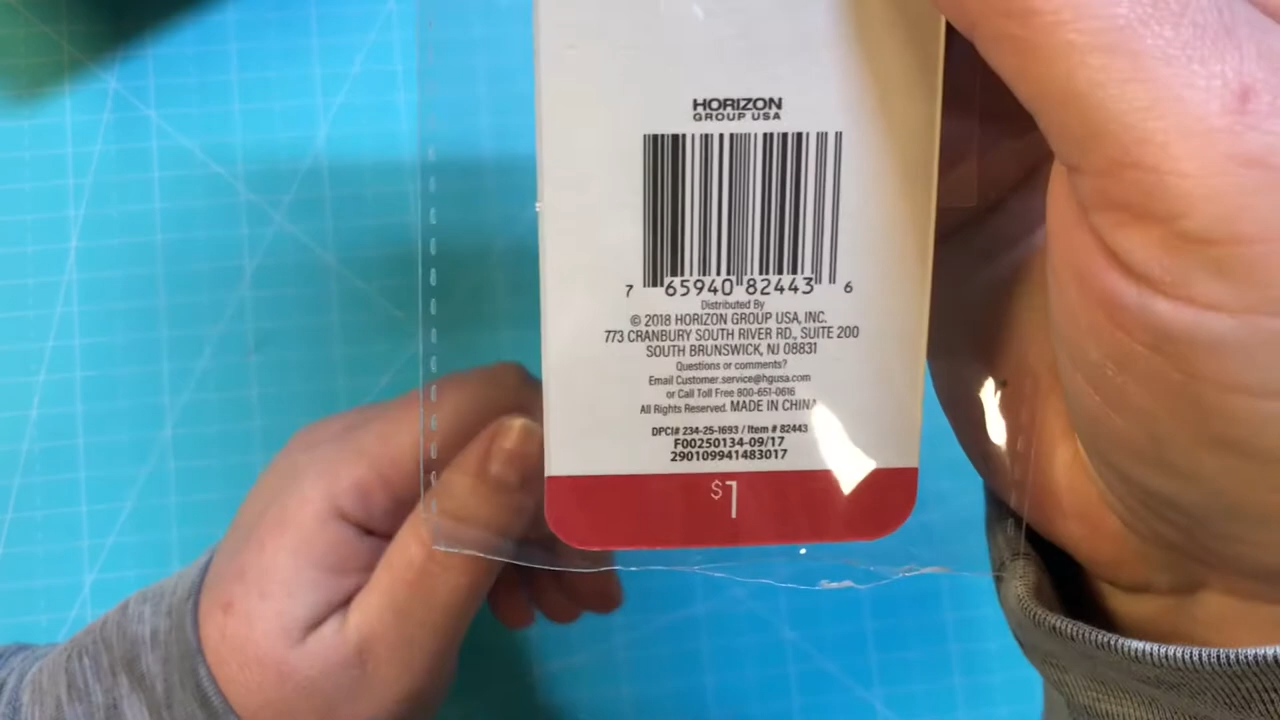 HORIZON
GROUP USA
7 65940 82443 6
Distributed By
© 2018 HORIZON GROUP USA, INC.
773 CRANBURY SOUTH RIVER RD., SUITE 200
SOUTH BRUNSWICK, NJ 08831
Questions or comments?
Email Customer.service@hgusa.com
or Call Toll Free 800-651-0616
All Rights Reserved. MADE IN CHINA
DPCI# 234-25-1693 / Item # 82443
F00250134-09/17
290109941483017
$1